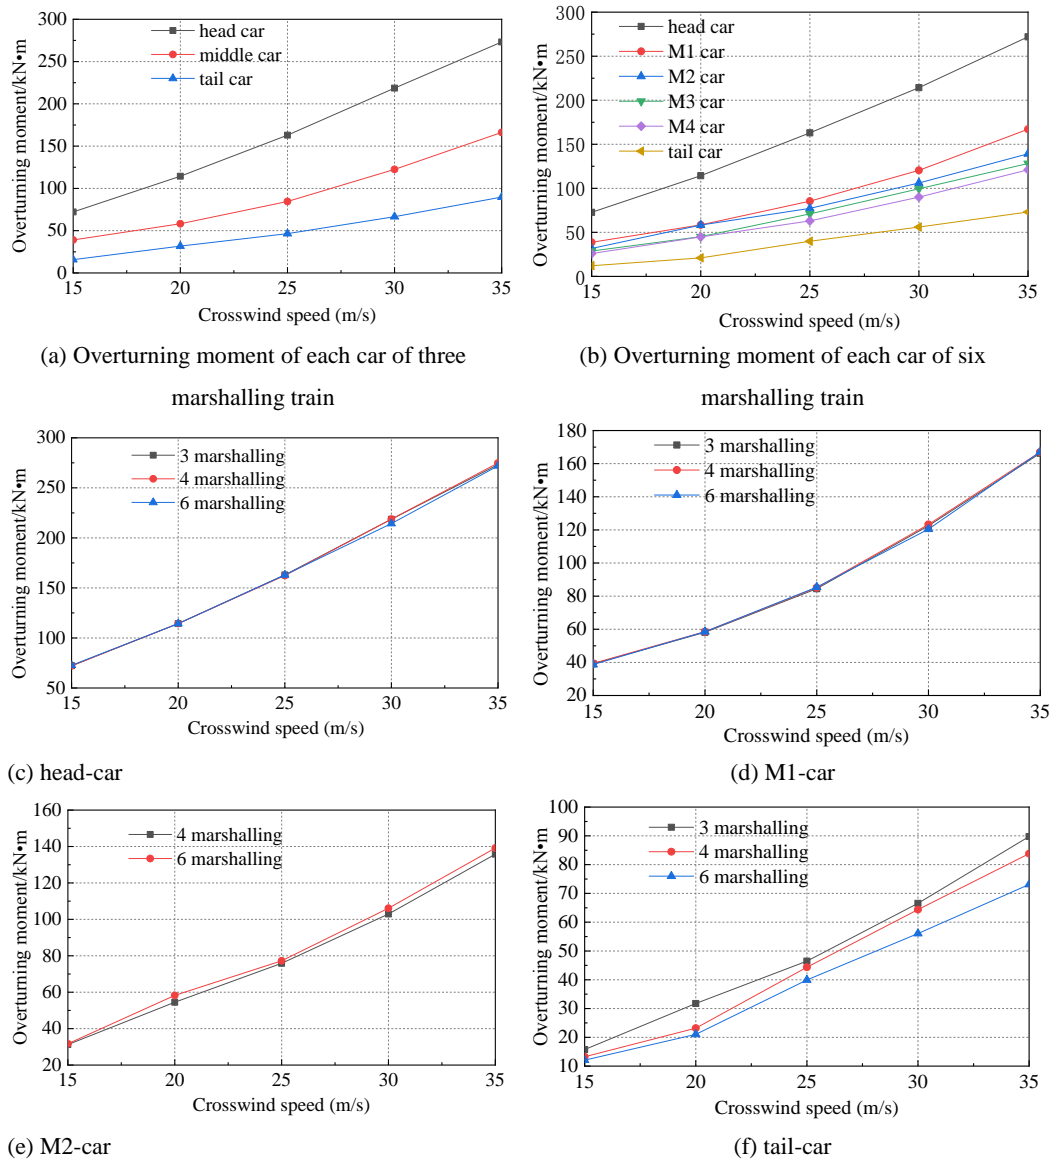 300
250
200
150
100
50
0
15 20 25 30 35
Overturning moment/kN•m
Crosswind speed (m/s)
head car
middle car
tail car
(a) Overturning moment of each car of three
marshalling train
300
250
200
150
100
50
0
15 20 25 30 35
Overturning moment/kN•m
Crosswind speed (m/s)
head car
M1 car
M2 car
M3 car
M4 car
tail car
(b) Overturning moment of each car of six
marshalling train
300
250
200
150
100
50
15 20 25 30 35
Overturning moment/kN•m
Crosswind speed (m/s)
3 marshalling
4 marshalling
6 marshalling
(c) head-car
180
160
140
120
100
80
60
40
20
15 20 25 30 35
Overturning moment/kN•m
Crosswind speed (m/s)
3 marshalling
4 marshalling
6 marshalling
(d) M1-car
160
140
120
100
80
60
40
20
15 20 25 30 35
Overturning moment/kN•m
Crosswind speed (m/s)
4 marshalling
6 marshalling
(e) M2-car
100
90
80
70
60
50
40
30
20
10
15 20 25 30 35
Overturning moment/kN•m
Crosswind speed (m/s)
3 marshalling
4 marshalling
6 marshalling
(f) tail-car